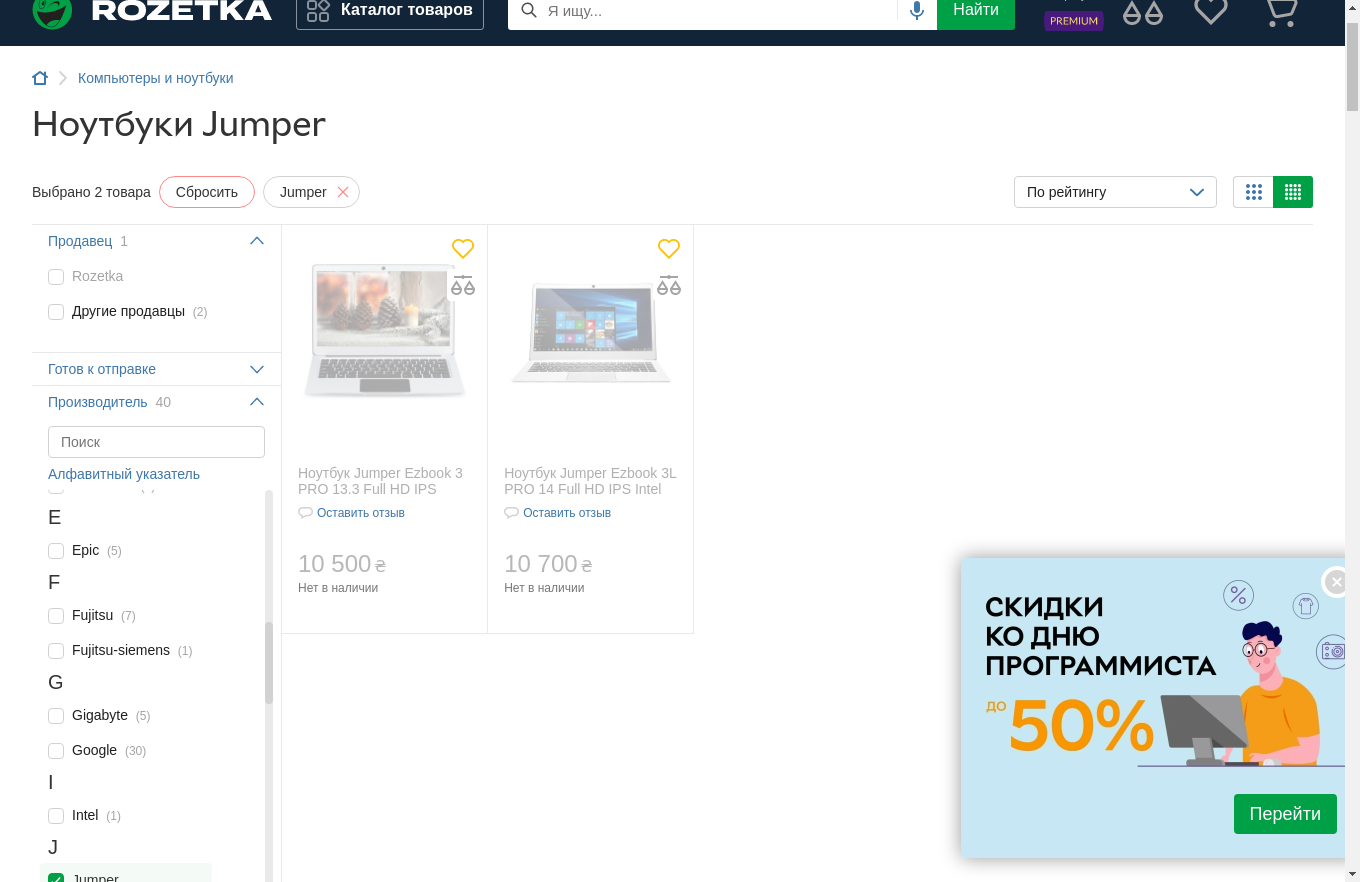 ROZETKA
Каталог товаров
Я ищу...
Найти
PREMIUM
Компьютеры и ноутбуки
Ноутбуки Jumper
Выбрано 2 товара
Сбросить
Jumper
По рейтингу
Продавец 1
Rozetka
Другие продавцы (2)
Готов к отправке
Производитель 40
Поиск
Алфавитный указатель
E
Epic (5)
F
Fujitsu (7)
Fujitsu-siemens (1)
G
Gigabyte (5)
Google (30)
I
Intel (1)
J
Jumper
Ноутбук Jumper Ezbook 3
PRO 13.3 Full HD IPS
Оставить отзыв
10 500 ₴
Нет в наличии
Ноутбук Jumper Ezbook 3L
PRO 14 Full HD IPS Intel
Оставить отзыв
10 700 ₴
Нет в наличии
СКИДКИ
КО ДНЮ
ПРОГРАММИСТА
ДО 50%
Перейти